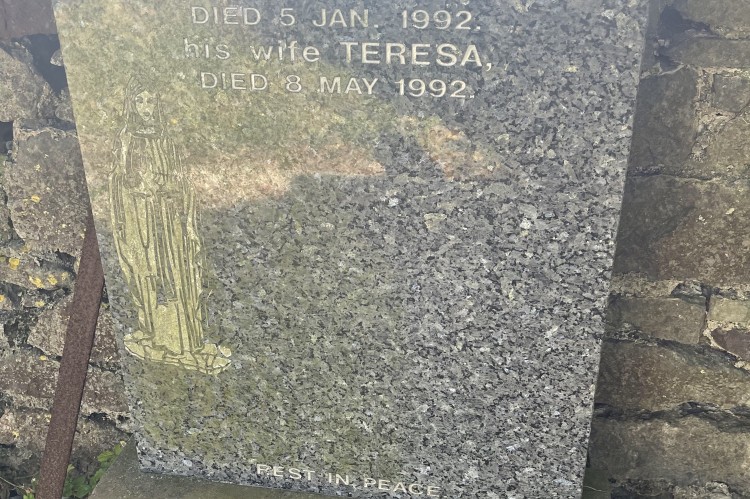 DIED 5 JAN. 1992.
his wife TERESA,
DIED 8 MAY 1992.
REST IN PEACE